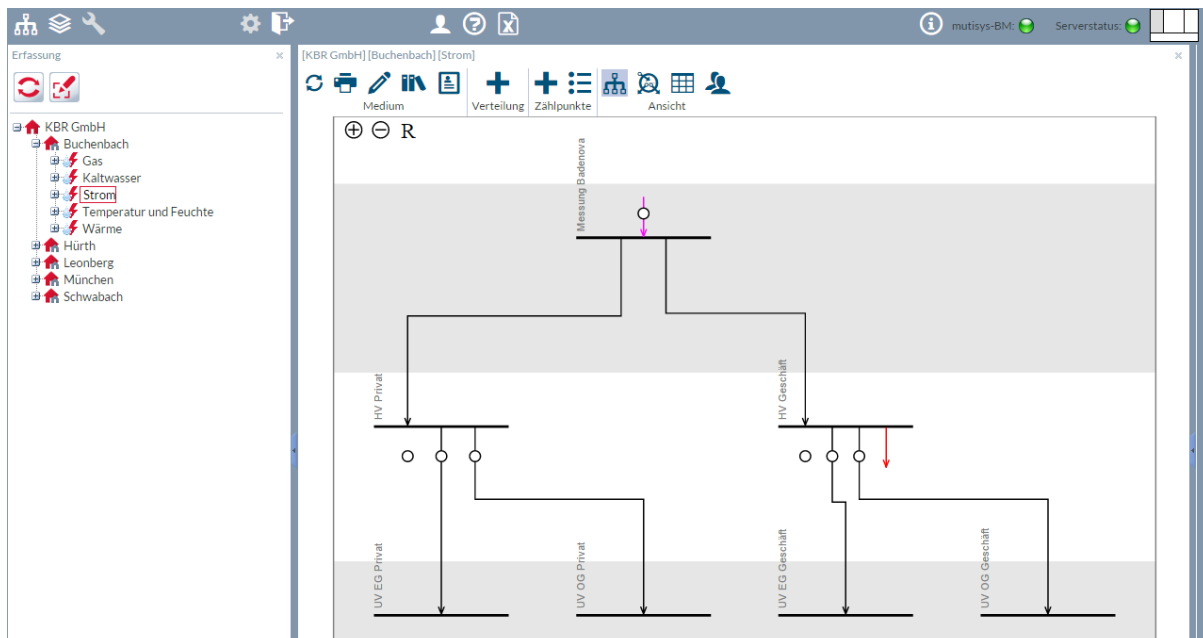 mutisys-BM:
Serverstatus:
Erfassung
[KBR GmbH] [Buchenbach] [Strom]
Medium
Verteilung
Zählpunkte
Ansicht
KBR GmbH
Buchenbach
Gas
Kaltwasser
Strom
Temperatur und Feuchte
Wärme
Hürth
Leonberg
München
Schwabach
R
Messung Badenova
HV Privat
HV Geschäft
UV EG Privat
UV OG Privat
UV EG Geschäft
UV OG Geschäft